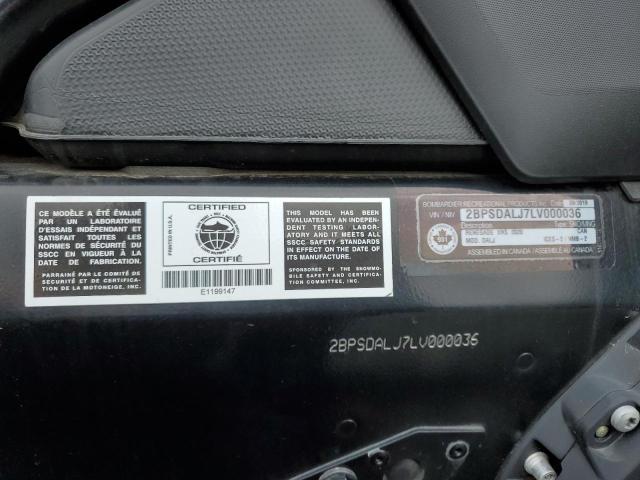 CE MODÈLE A ÉTÉ ÉVALUÉ
PAR UN LABORATOIRE
D'ESSAIS INDÉPENDANT ET
SATISFAIT TOUTES LES
NORMES DE SÉCURITÉ DU
SSCC EN VIGUEUR À LA
DATE DE FABRICATION.
PARRAINÉ PAR LE COMITÉ DE
SÉCURITÉ ET DE CERTIFICATION
DE LA MOTONEIGE, INC.
CERTIFIED
PRINTED IN U.S.A.
CERTIFIÉ
E1199147
THIS MODEL HAS BEEN
EVALUATED BY AN INDEPEN-
DENT TESTING LABOR-
ATORY AND IT MEETS ALL
SSCC SAFETY STANDARDS
IN EFFECT ON THE DATE OF
ITS MANUFACTURE.
SPONSORED BY THE SNOWMO-
BILE SAFETY AND CERTIFICA-
TION COMMITTEE, INC.
BOMBARDIER RECREATIONAL PRODUCTS Inc.
VIN / NIV 2BPSDALJ7LV000036
Description
RENEGADE CAN
MOD. DALJ
ASSEMBLED IN CANADA / ASSEMBLÉ AU CANADA
2BPSDALJ7LV000036